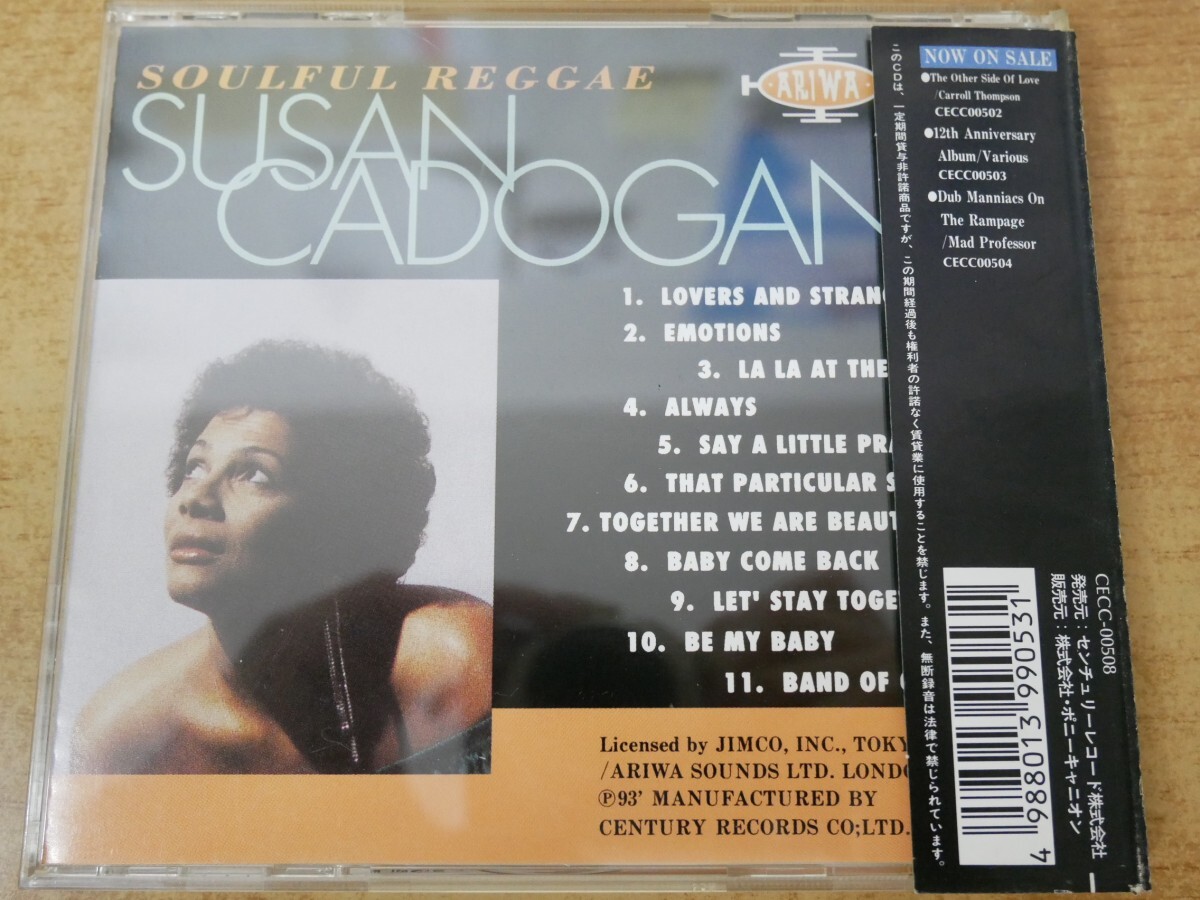 SOULFUL REGGAE
SUSAN
CADOGAN
ARIWA
1. LOVERS AND STRANG
2. EMOTIONS
3. LA LA AT THE
4. ALWAYS
5. SAY A LITTLE PRA
6. THAT PARTICULAR S
7. TOGETHER WE ARE BEAUT
8. BABY COME BACK
9. LET' STAY TOGE
10. BE MY BABY
11. BAND OF
Licensed by JIMCO, INC., TOKY
/ARIWA SOUNDS LTD. LONDO
Ⓟ93' MANUFACTURED BY
CENTURY RECORDS CO;LTD.
NOW ON SALE
●The Other Side Of Love
/Carroll Thompson
CECC00502
●12th Anniversary
Album/Various
CECC00503
●Dub Manniacs On
The Rampage
/Mad Professor
CECC00504
このCDは、一定期間貸与非許諾商品ですが、この期間経過後も権利者の許諾なく賃貸業に使用することを禁じます。また、無断録音は法律で禁じられています。
4 988013 990531
CECC-00508
発売元：センチュリーレコード株式会社
販売元：株式会社・ポニーキャニオン